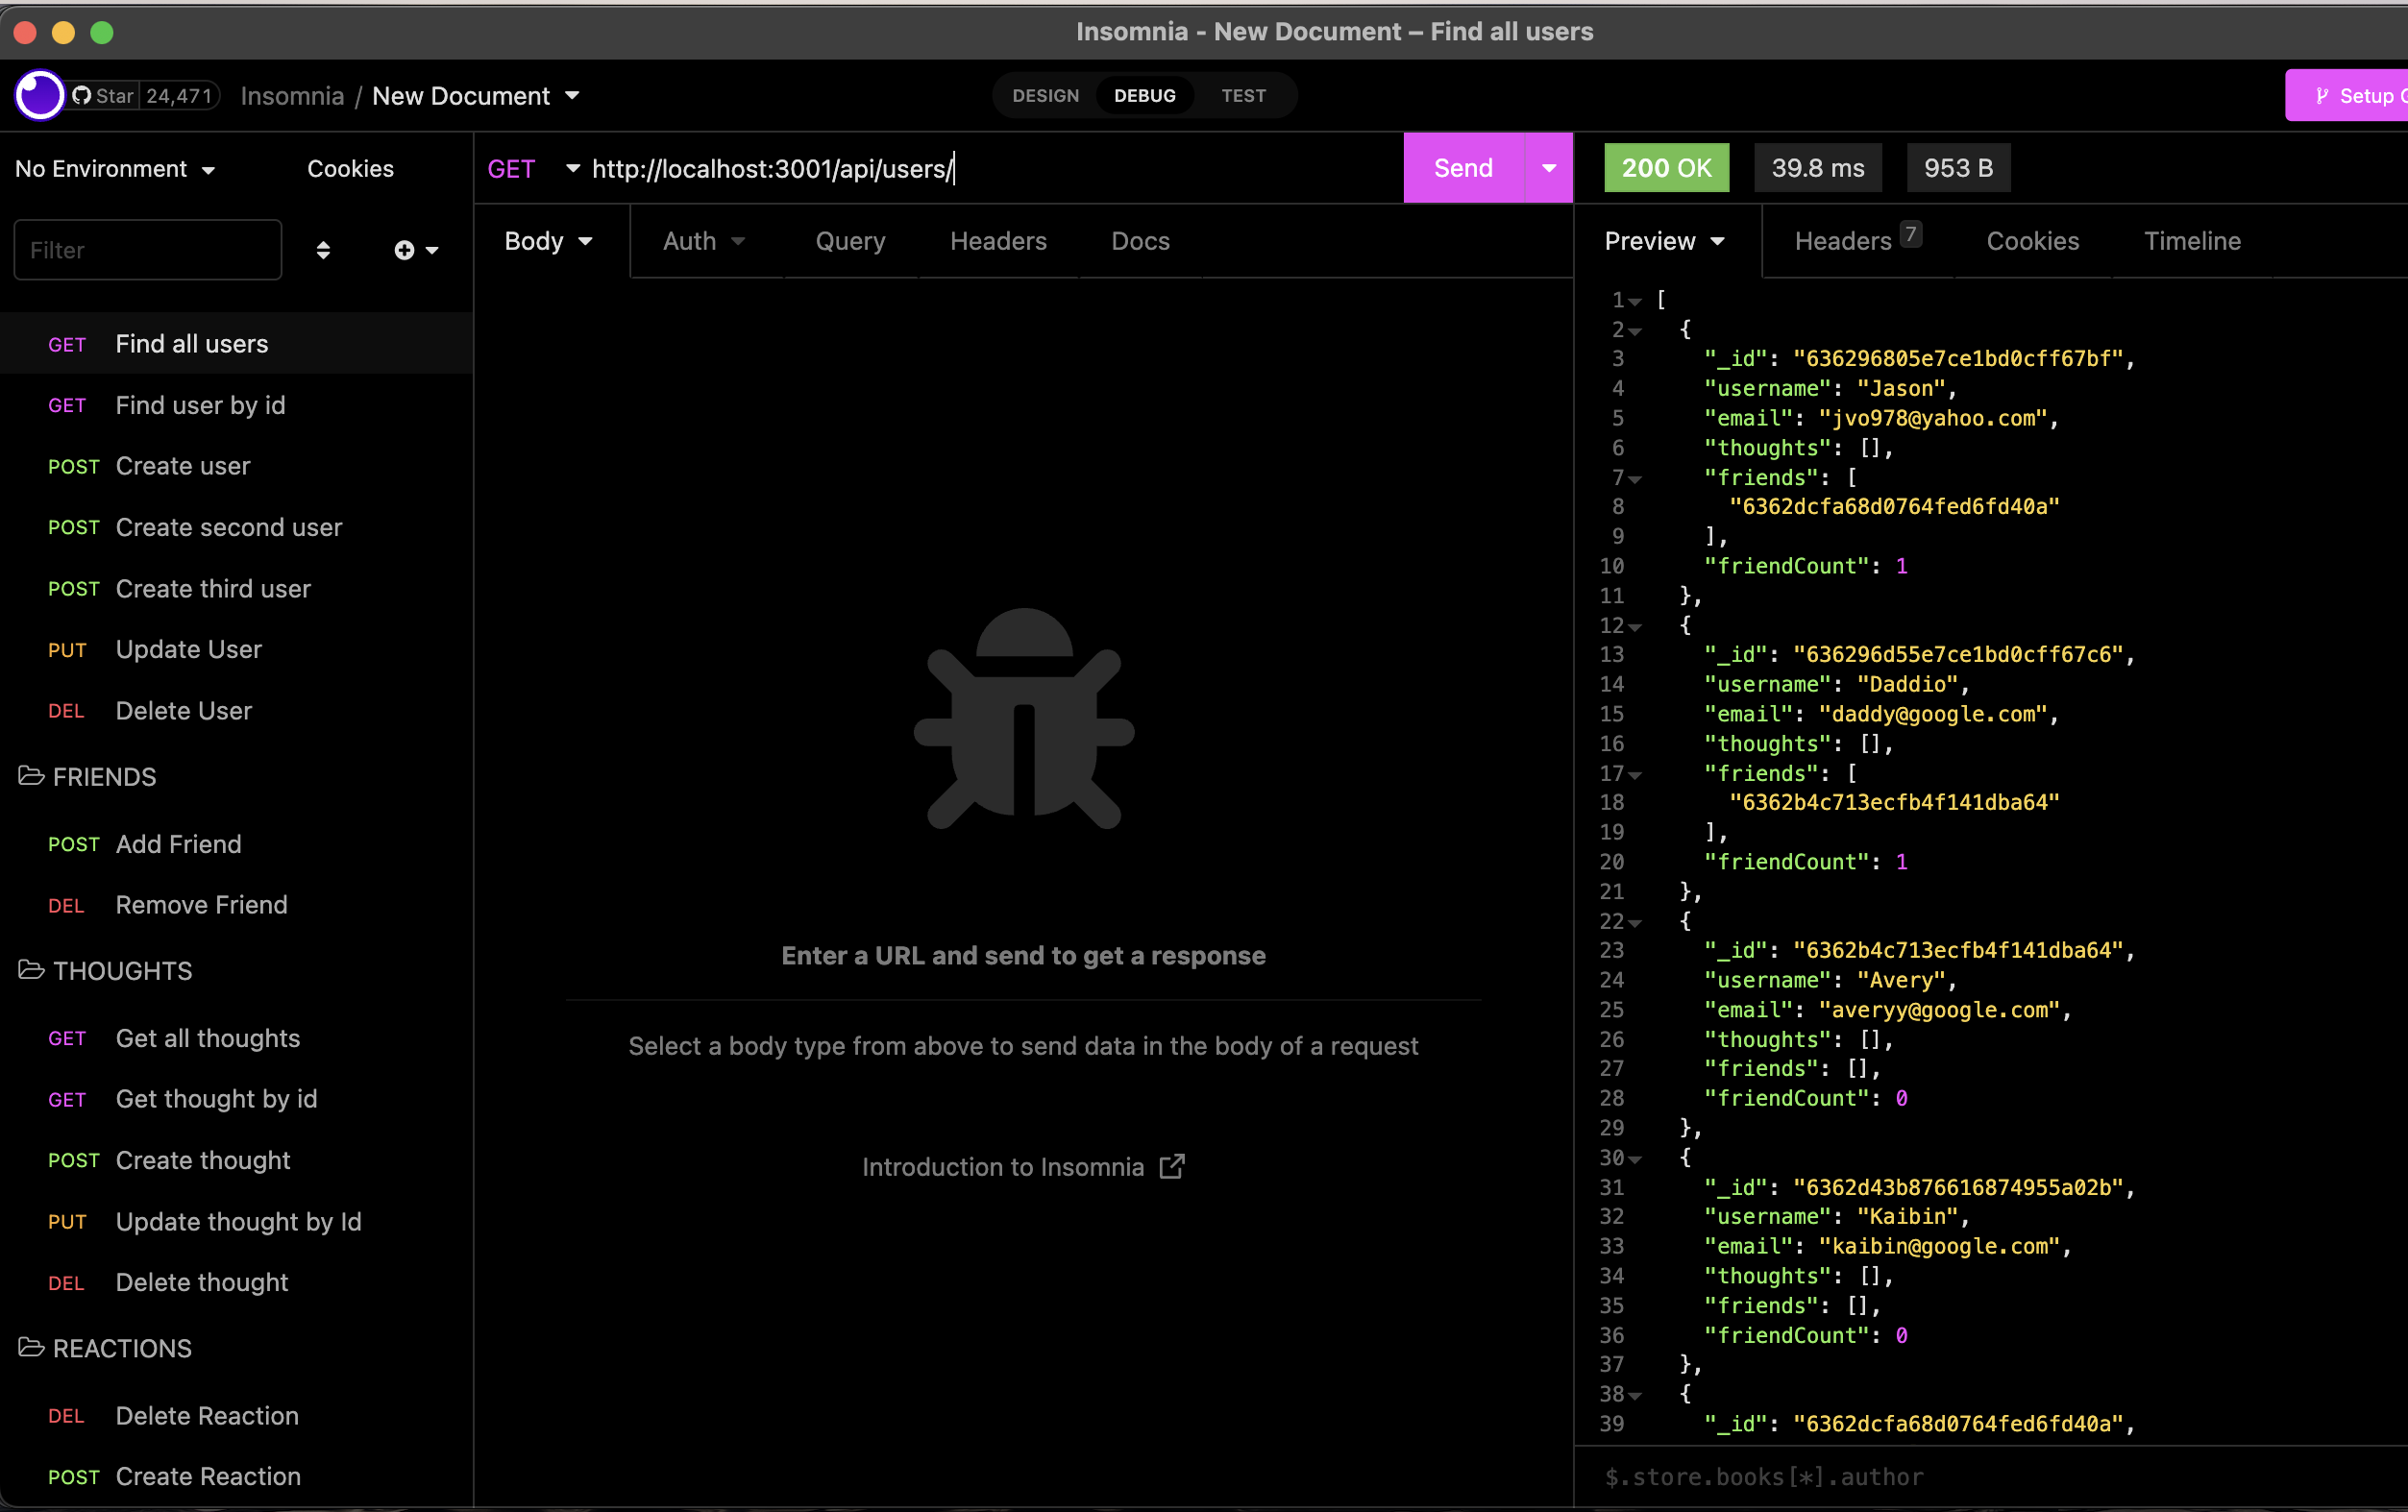 Insomnia - New Document – Find all users
Star 24,471
Insomnia / New Document
DESIGN DEBUG TEST
Setup
No Environment Cookies
Filter
GET Find all users
GET Find user by id
POST Create user
POST Create second user
POST Create third user
PUT Update User
DEL Delete User
FRIENDS
POST Add Friend
DEL Remove Friend
THOUGHTS
GET Get all thoughts
GET Get thought by id
POST Create thought
PUT Update thought by Id
DEL Delete thought
REACTIONS
DEL Delete Reaction
POST Create Reaction
GET http://localhost:3001/api/users/ Send
Body Auth Query Headers Docs
Enter a URL and send to get a response
Select a body type from above to send data in the body of a request
Introduction to Insomnia
200 OK 39.8 ms 953 B
Preview Headers 7 Cookies Timeline
1 [
2 {
3 "_id": "636296805e7ce1bd0cff67bf",
4 "username": "Jason",
5 "email": "jvo978@yahoo.com",
6 "thoughts": [],
7 "friends": [
8 "6362dcfa68d0764fed6fd40a"
9 ],
10 "friendCount": 1
11 },
12 {
13 "_id": "636296d55e7ce1bd0cff67c6",
14 "username": "Daddio",
15 "email": "daddy@google.com",
16 "thoughts": [],
17 "friends": [
18 "6362b4c713ecfb4f141dba64"
19 ],
20 "friendCount": 1
21 },
22 {
23 "_id": "6362b4c713ecfb4f141dba64",
24 "username": "Avery",
25 "email": "averyy@google.com",
26 "thoughts": [],
27 "friends": [],
28 "friendCount": 0
29 },
30 {
31 "_id": "6362d43b876616874955a02b",
32 "username": "Kaibin",
33 "email": "kaibin@google.com",
34 "thoughts": [],
35 "friends": [],
36 "friendCount": 0
37 },
38 {
39 "_id": "6362dcfa68d0764fed6fd40a",
$.store.books[*].author